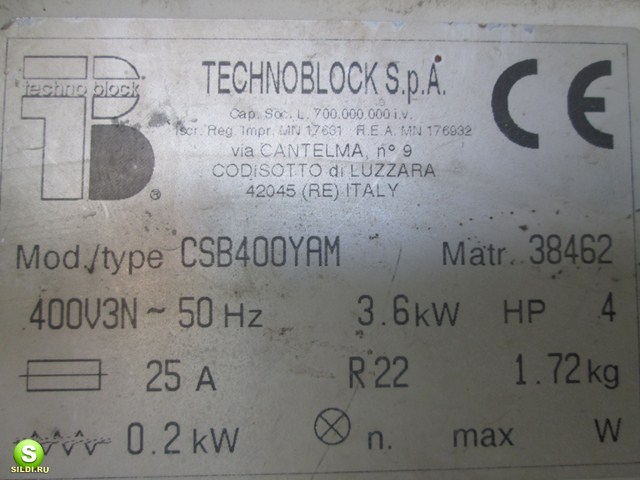 techno block
TB
®
TECHNOBLOCK S.p.A.
CE
Cap. Soc. L. 700.000.000 i.v.
Iscr. Reg. Impr. MN 17631 R.E.A. MN 176932
via CANTELMA, n° 9
CODISOTTO di LUZZARA
42045 (RE) ITALY
Mod./type CSB400YAM Matr. 38462
400V3N ~ 50 Hz 3.6 kW HP 4
25 A R 22 1.72 kg
0.2 kW n. max W
S
SILDI.RU